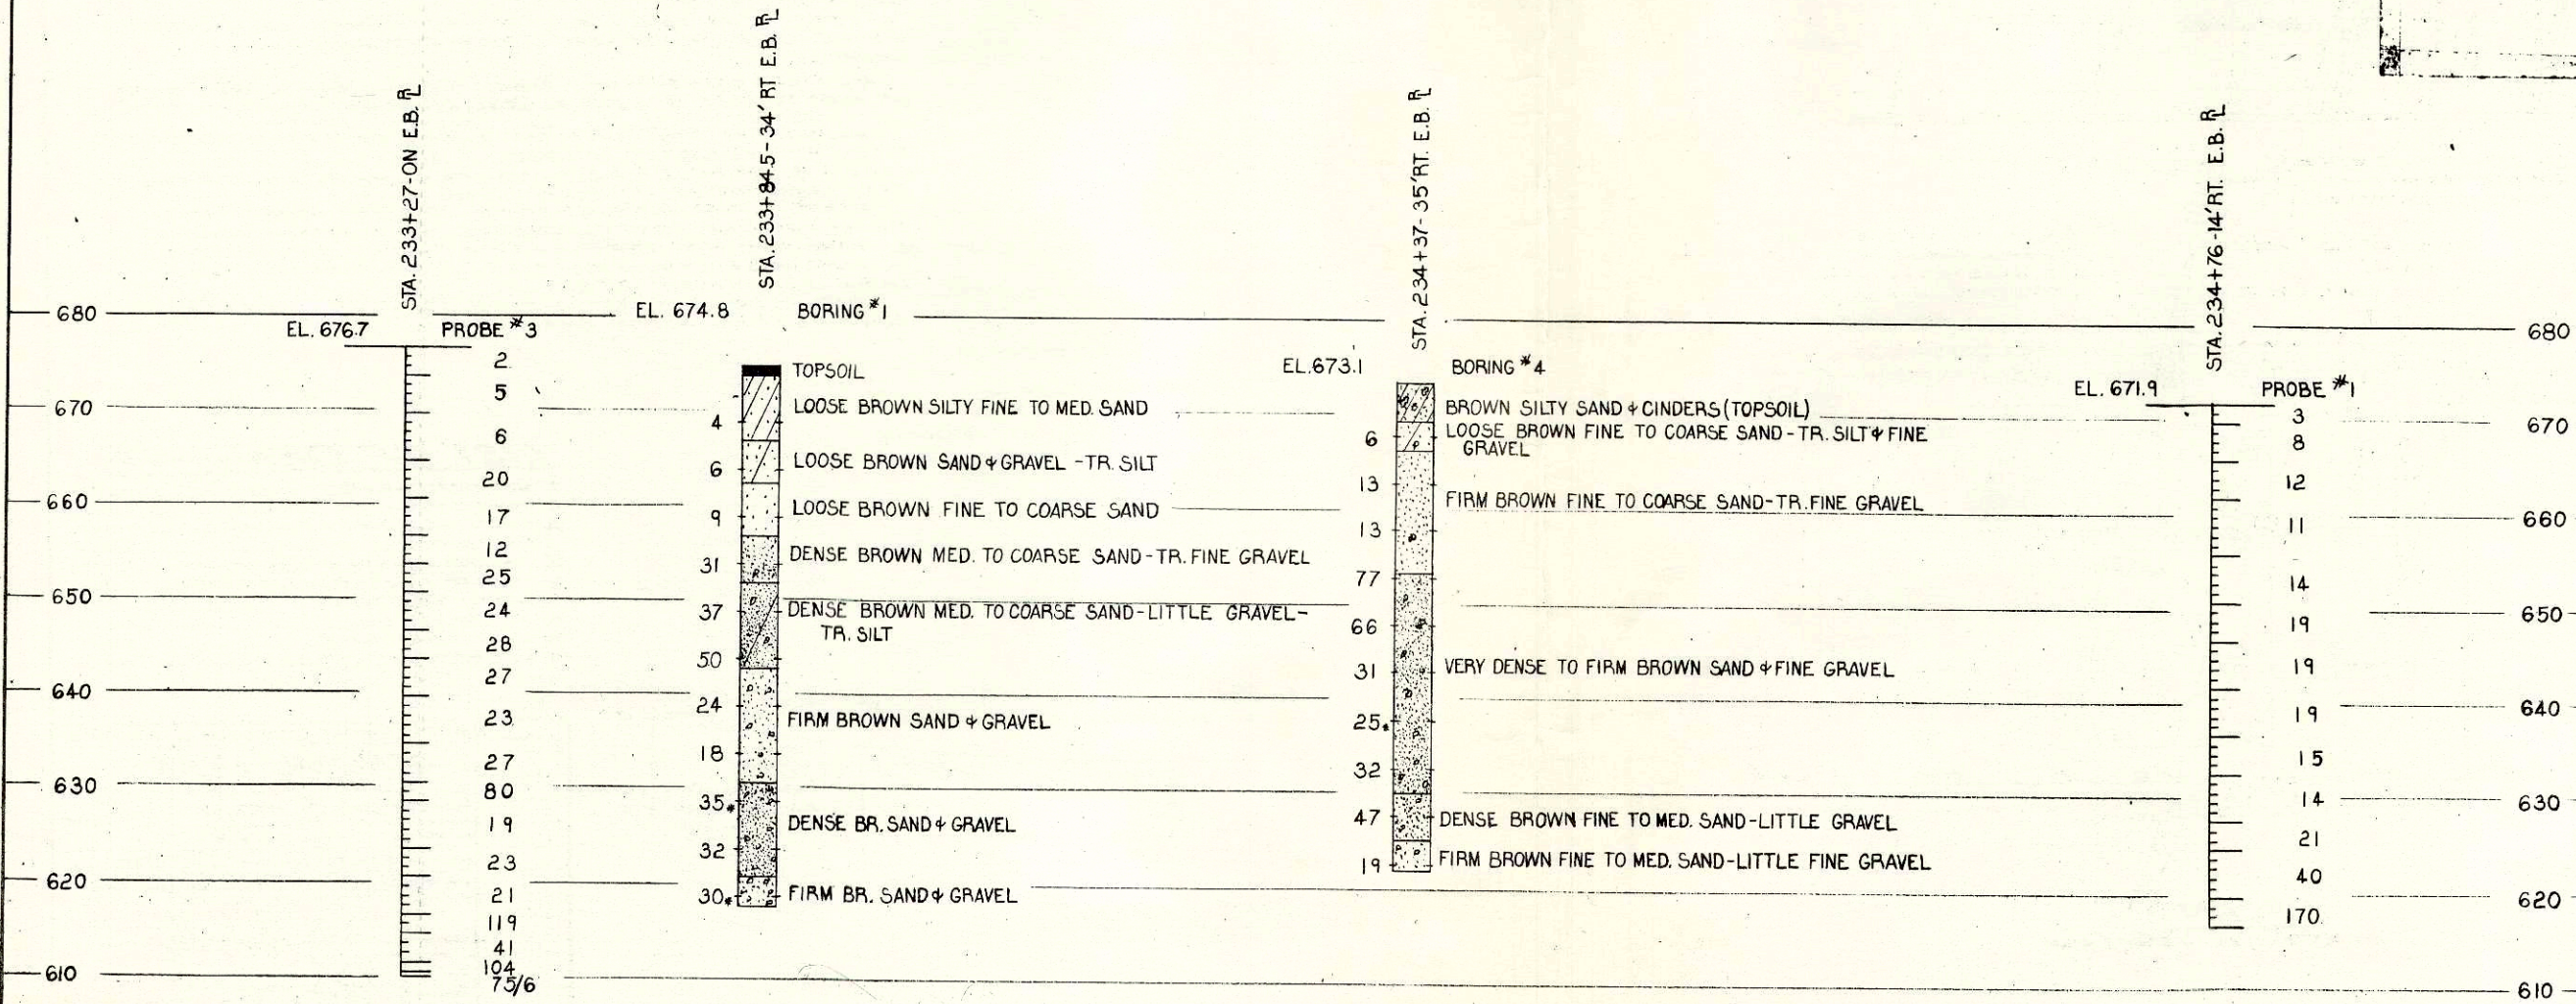 STA. 233+27-ON E.B. PL
STA. 233+84.5-34' RT E.B. PL
STA. 234+37-35' RT. E.B. PL
STA. 234+76-14' RT. E.B. PL
680
EL. 676.7
PROBE #3
EL. 674.8
BORING #1
EL. 673.1
BORING #4
EL. 671.9
PROBE #1
680
670
660
650
640
630
620
610
2
5
6
20
17
12
25
24
28
27
23
27
80
19
23
21
119
41
104
75/6
4
6
9
31
37
50
24
18
35*
32
30*
TOPSOIL
LOOSE BROWN SILTY FINE TO MED. SAND
LOOSE BROWN SAND & GRAVEL -TR. SILT
LOOSE BROWN FINE TO COARSE SAND
DENSE BROWN MED. TO COARSE SAND-TR. FINE GRAVEL
DENSE BROWN MED. TO COARSE SAND-LITTLE GRAVEL-
TR. SILT
FIRM BROWN SAND & GRAVEL
DENSE BR. SAND & GRAVEL
FIRM BR. SAND & GRAVEL
6
13
13
77
66
31
25*
32
47
19
BROWN SILTY SAND & CINDERS (TOPSOIL)
LOOSE BROWN FINE TO COARSE SAND-TR. SILT & FINE
GRAVEL
FIRM BROWN FINE TO COARSE SAND-TR. FINE GRAVEL
VERY DENSE TO FIRM BROWN SAND & FINE GRAVEL
DENSE BROWN FINE TO MED. SAND-LITTLE GRAVEL
FIRM BROWN FINE TO MED. SAND-LITTLE FINE GRAVEL
3
8
12
11
14
19
19
19
15
14
21
40
170
670
660
650
640
630
620
610